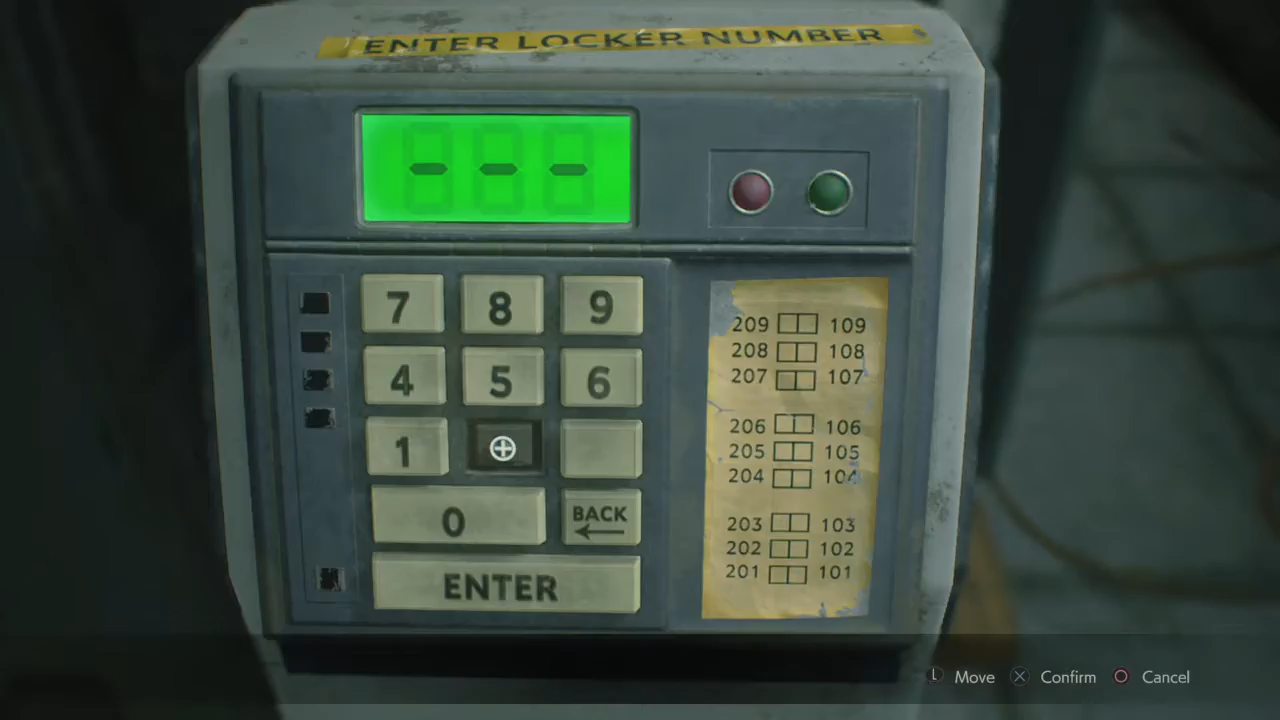 ENTER LOCKER NUMBER
7 8 9
4 5 6
1
0 BACK
ENTER
209 109
208 108
207 107
206 106
205 105
204 104
203 103
202 102
201 101
L Move Confirm Cancel